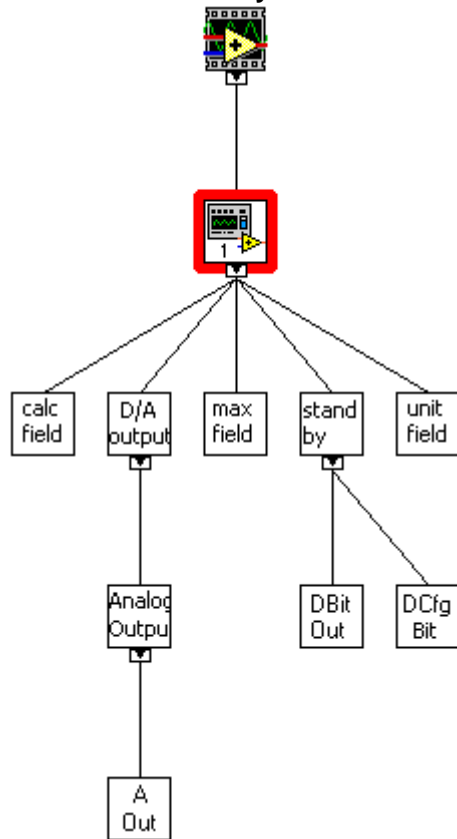 1
calc
field
D/A
output
max
field
stand
by
unit
field
Analog
Outpu
DBit
Out
DCfg
Bit
A
Out